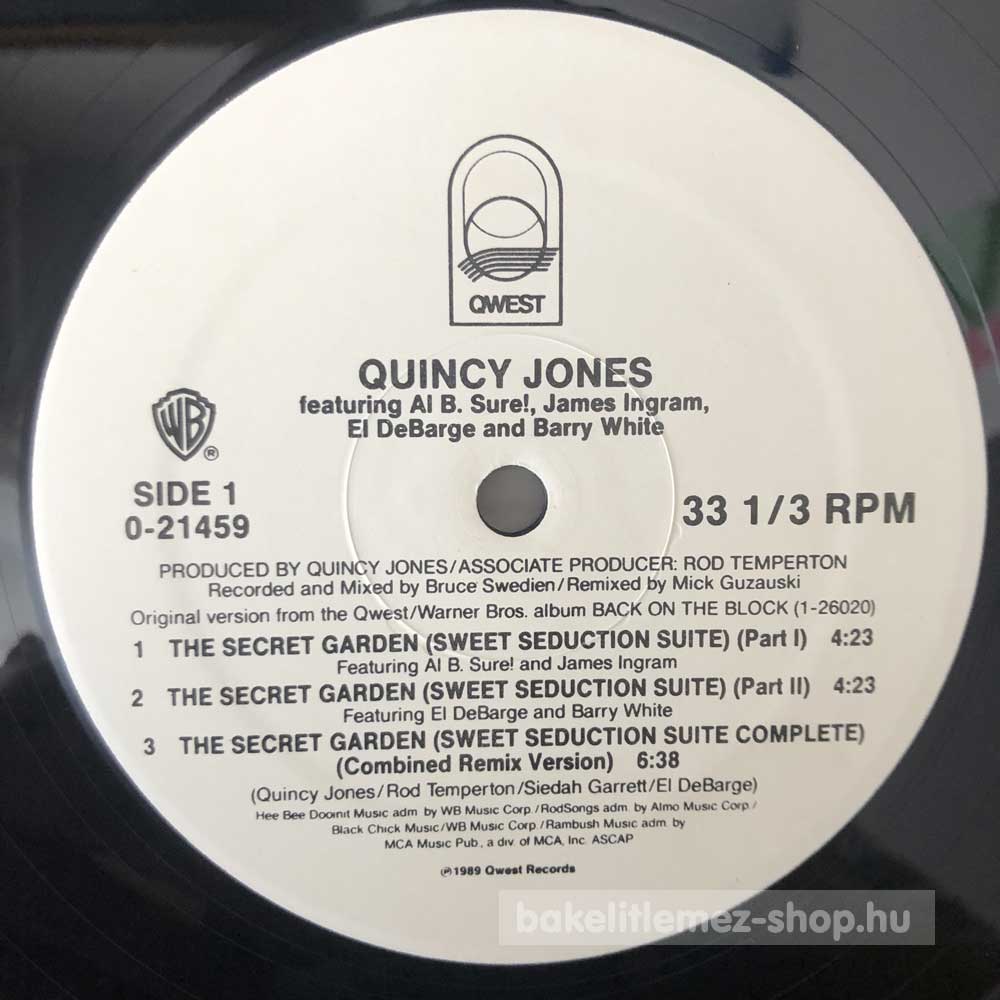 QWEST
QUINCY JONES
featuring Al B. Sure!, James Ingram,
El DeBarge and Barry White
WB
®
SIDE 1
0-21459
33 1/3 RPM
PRODUCED BY QUINCY JONES/ASSOCIATE PRODUCER: ROD TEMPERTON
Recorded and Mixed by Bruce Swedien/Remixed by Mick Guzauski
Original version from the Qwest/Warner Bros. album BACK ON THE BLOCK (1-26020)
1 THE SECRET GARDEN (SWEET SEDUCTION SUITE) (Part I) 4:23
Featuring Al B. Sure! and James Ingram
2 THE SECRET GARDEN (SWEET SEDUCTION SUITE) (Part II) 4:23
Featuring El DeBarge and Barry White
3 THE SECRET GARDEN (SWEET SEDUCTION SUITE COMPLETE)
(Combined Remix Version) 6:38
(Quincy Jones/Rod Temperton/Siedah Garrett/El DeBarge)
Hee Bee Dooinit Music adm. by WB Music Corp./RodSongs adm. by Almo Music Corp./
Black Chick Music/WB Music Corp./Rambush Music adm. by
MCA Music Pub., a div. of MCA, Inc. ASCAP
℗1989 Qwest Records
bakelitlemez-shop.hu